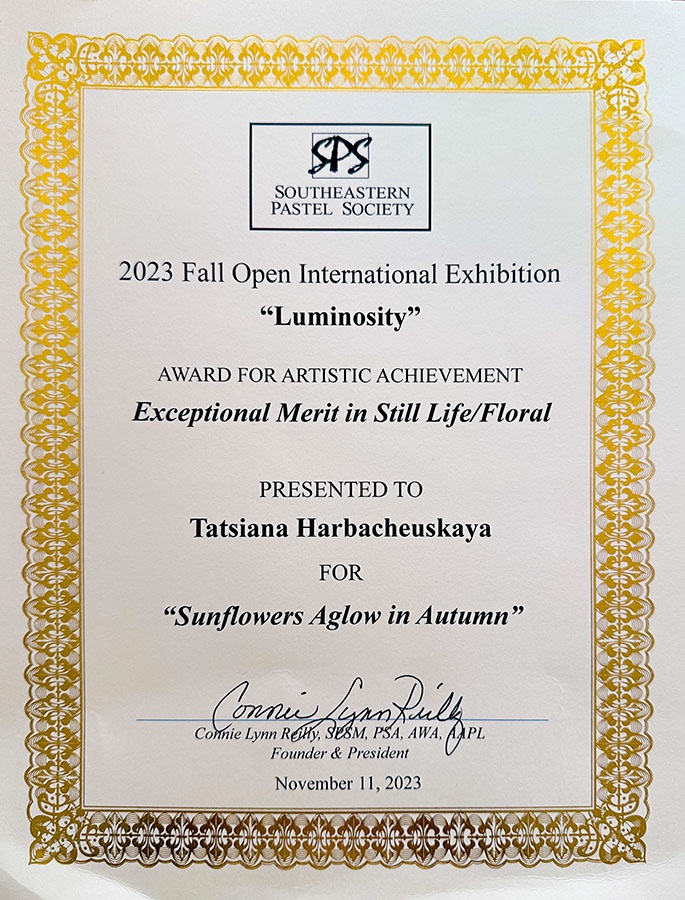 SPS
SOUTHEASTERN
PASTEL SOCIETY
2023 Fall Open International Exhibition
“Luminosity”
AWARD FOR ARTISTIC ACHIEVEMENT
Exceptional Merit in Still Life/Floral
PRESENTED TO
Tatsiana Harbacheuskaya
FOR
“Sunflowers Aglow in Autumn”
Connie Lynn Reilly
Connie Lynn Reilly, SPSM, PSA, AWA, AAPL
Founder & President
November 11, 2023